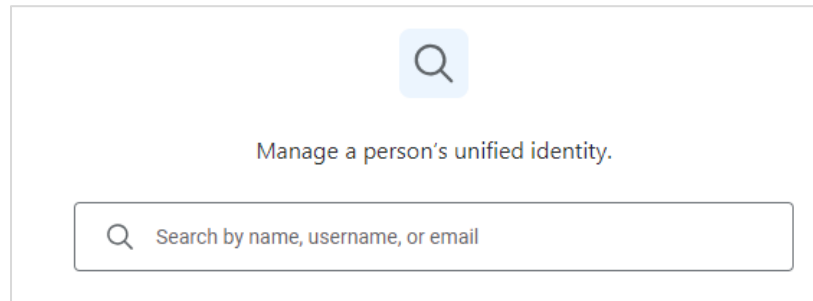 Manage a person's unified identity.
Search by name, username, or email